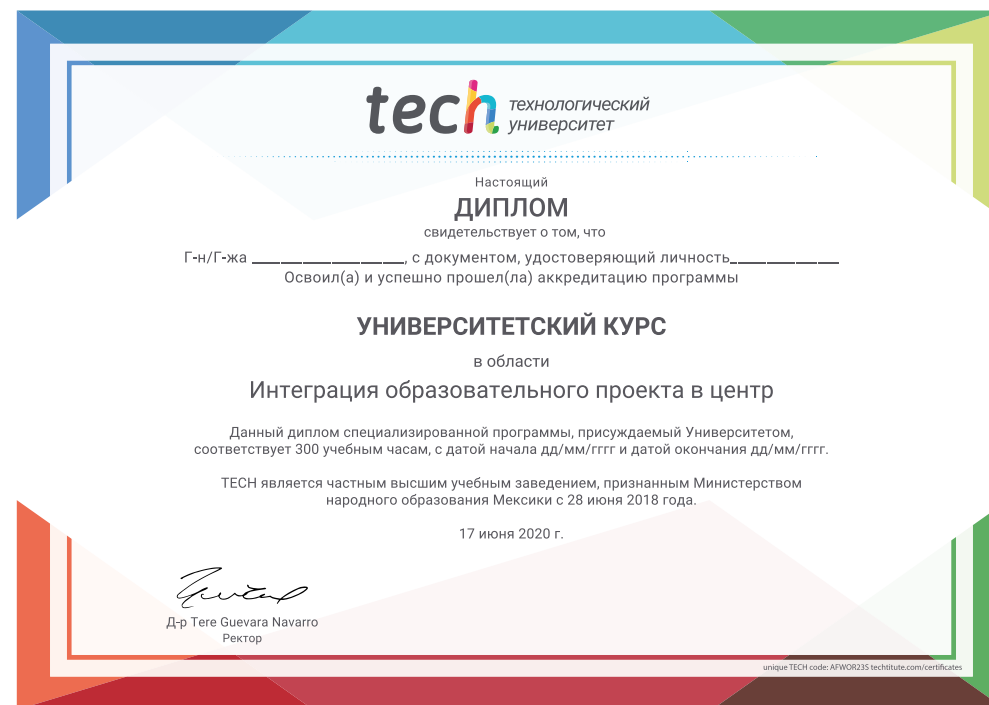 tech технологический
университет
Настоящий
ДИПЛОМ
свидетельствует о том, что
Г-н/Г-жа ____________________, с документом, удостоверяющий личность______________
Освоил(а) и успешно прошел(ла) аккредитацию программы
УНИВЕРСИТЕТСКИЙ КУРС
в области
Интеграция образовательного проекта в центр
Данный диплом специализированной программы, присуждаемый Университетом,
соответствует 300 учебным часам, с датой начала дд/мм/гггг и датой окончания дд/мм/гггг.
TECH является частным высшим учебным заведением, признанным Министерством
народного образования Мексики с 28 июня 2018 года.
17 июня 2020 г.
Д-р Tere Guevara Navarro
Ректор
unique TECH code: AFWOR23S techtitute.com/certificates